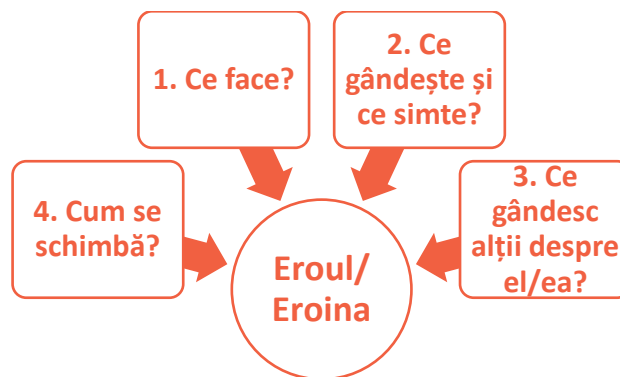 1. Ce face?
2. Ce
gândește și
ce simte?
3. Ce
gândesc
alții despre
el/ea?
4. Cum se
schimbă?
Eroul/
Eroina